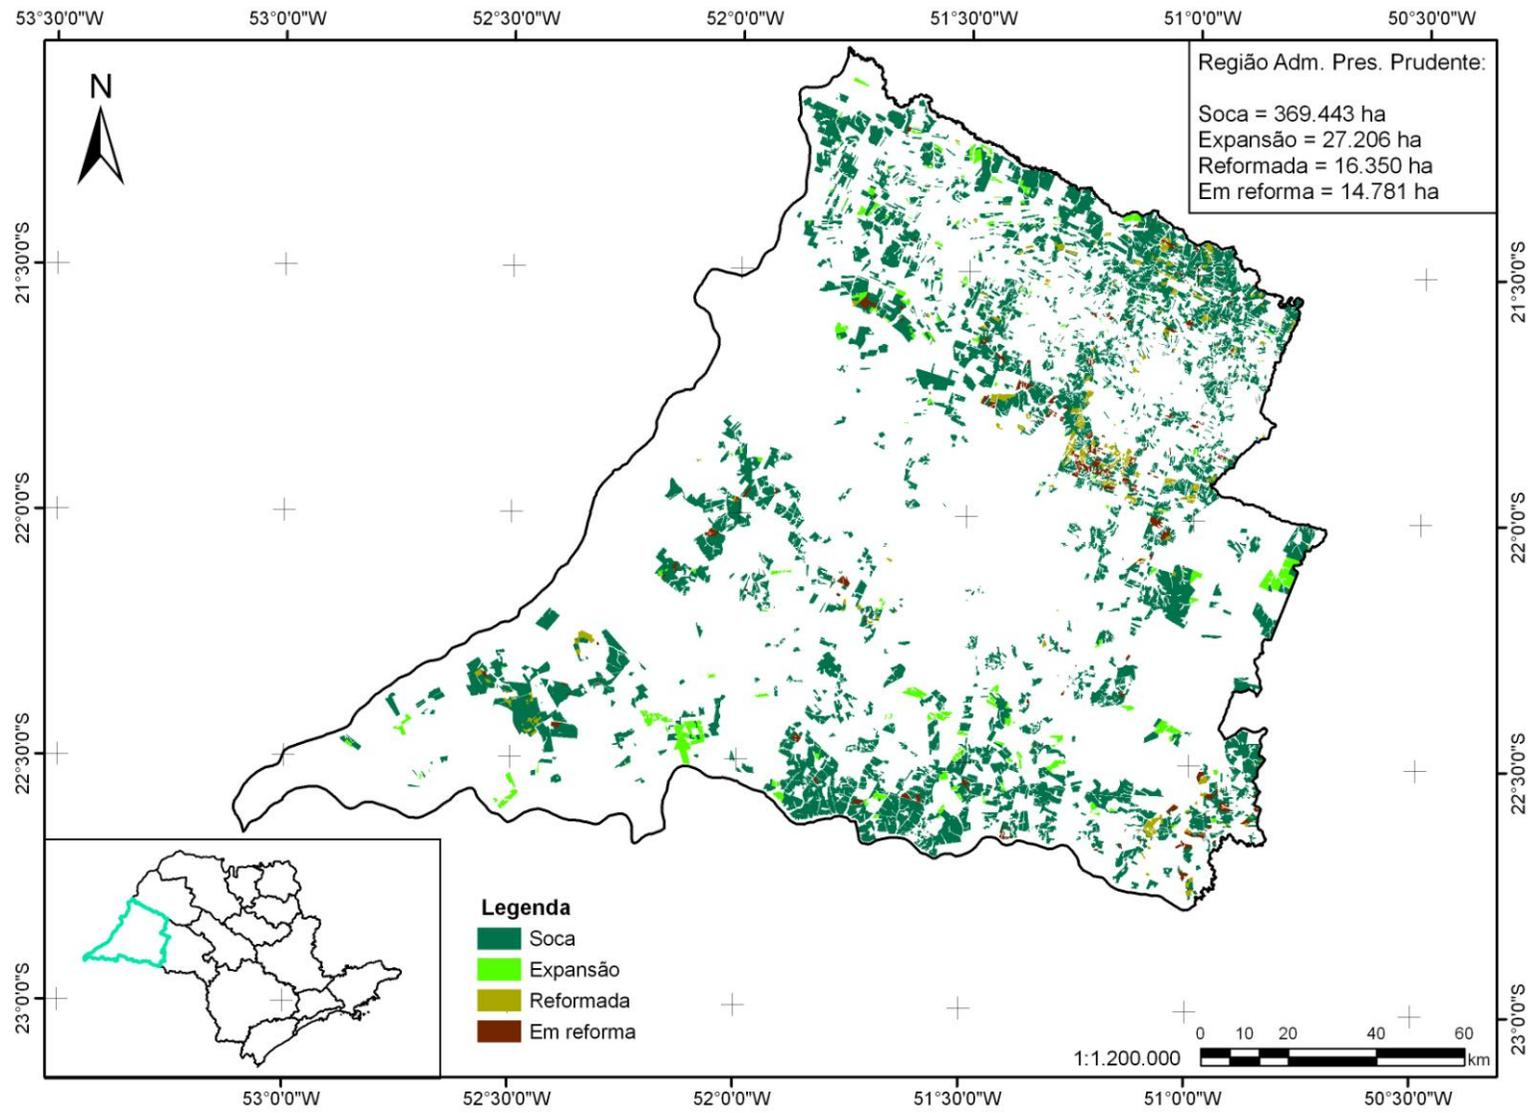 53°30'0"W 53°0'0"W 52°30'0"W 52°0'0"W 51°30'0"W 51°0'0"W 50°30'0"W
N
Região Adm. Pres. Prudente:
Soca = 369.443 ha
Expansão = 27.206 ha
Reformada = 16.350 ha
Em reforma = 14.781 ha
21°30'0"S
21°30'0"S
22°0'0"S
22°0'0"S
22°30'0"S
22°30'0"S
23°0'0"S
23°0'0"S
Legenda
Soca
Expansão
Reformada
Em reforma
0 10 20 40 60
1:1.200.000 km
53°0'0"W 52°30'0"W 52°0'0"W 51°30'0"W 51°0'0"W 50°30'0"W